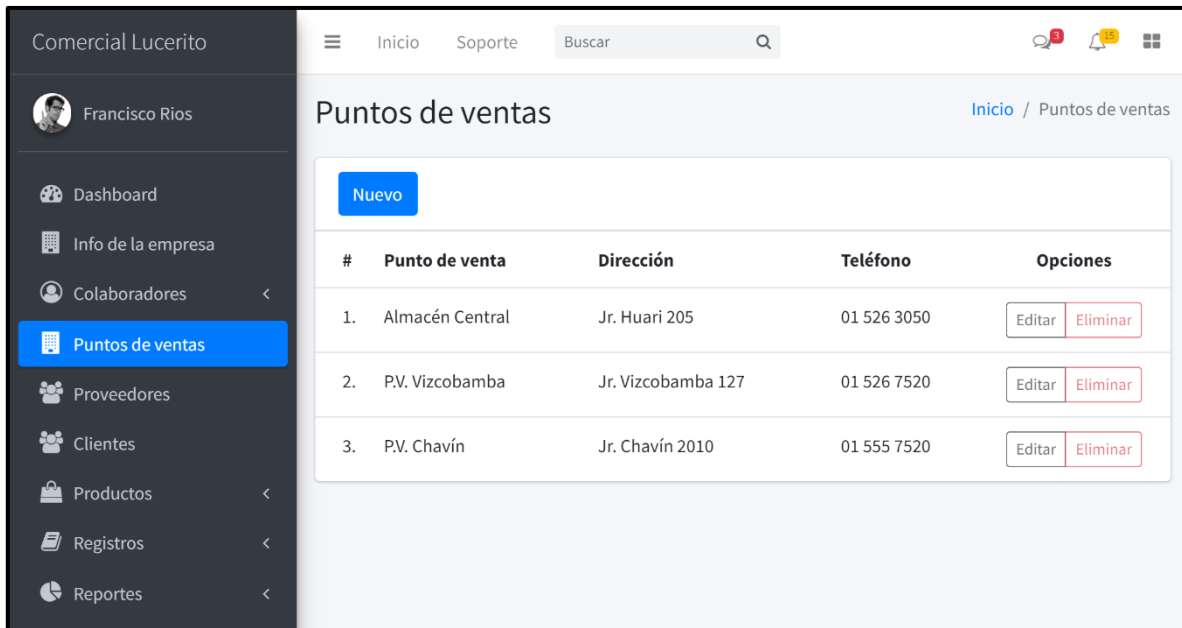 Comercial Lucerito
Inicio Soporte Buscar 3 15
Francisco Rios
Puntos de ventas
Inicio / Puntos de ventas
Dashboard
Info de la empresa
Colaboradores
Puntos de ventas
Proveedores
Clientes
Productos
Registros
Reportes
Nuevo
# Punto de venta Dirección Teléfono Opciones
1. Almacén Central Jr. Huari 205 01 526 3050 Editar Eliminar
2. P.V. Vizcobamba Jr. Vizcobamba 127 01 526 7520 Editar Eliminar
3. P.V. Chavín Jr. Chavín 2010 01 555 7520 Editar Eliminar